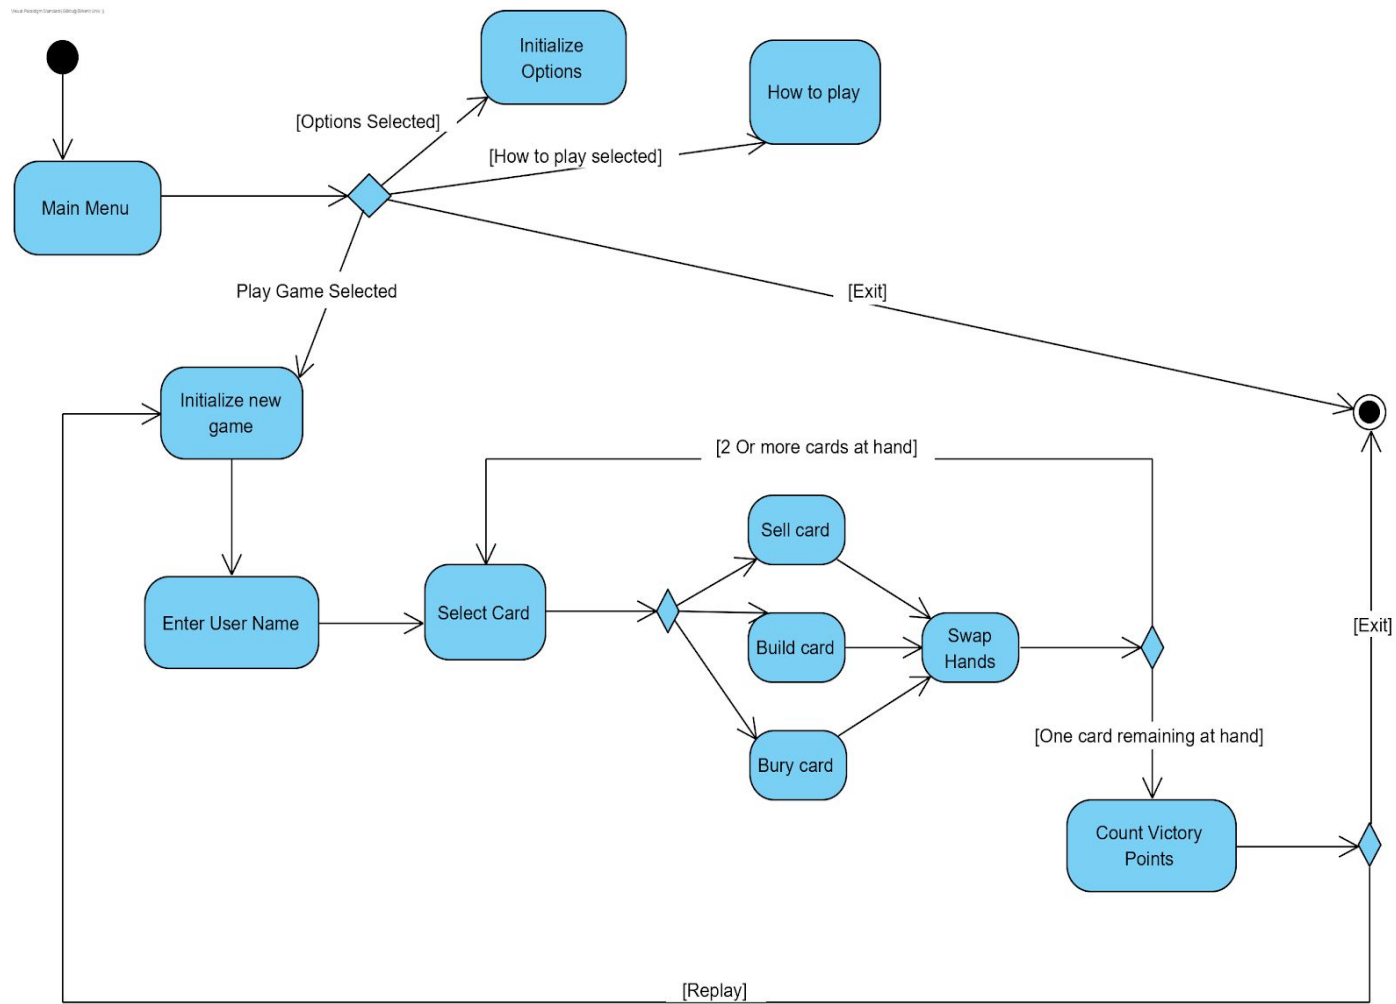 Initialize
Options
How to play
[Options Selected]
[How to play selected]
Main Menu
Play Game Selected
[Exit]
Initialize new
game
[2 Or more cards at hand]
Sell card
Select Card
Enter User Name
Build card
Swap
Hands
[Exit]
[One card remaining at hand]
Bury card
Count Victory
Points
[Replay]